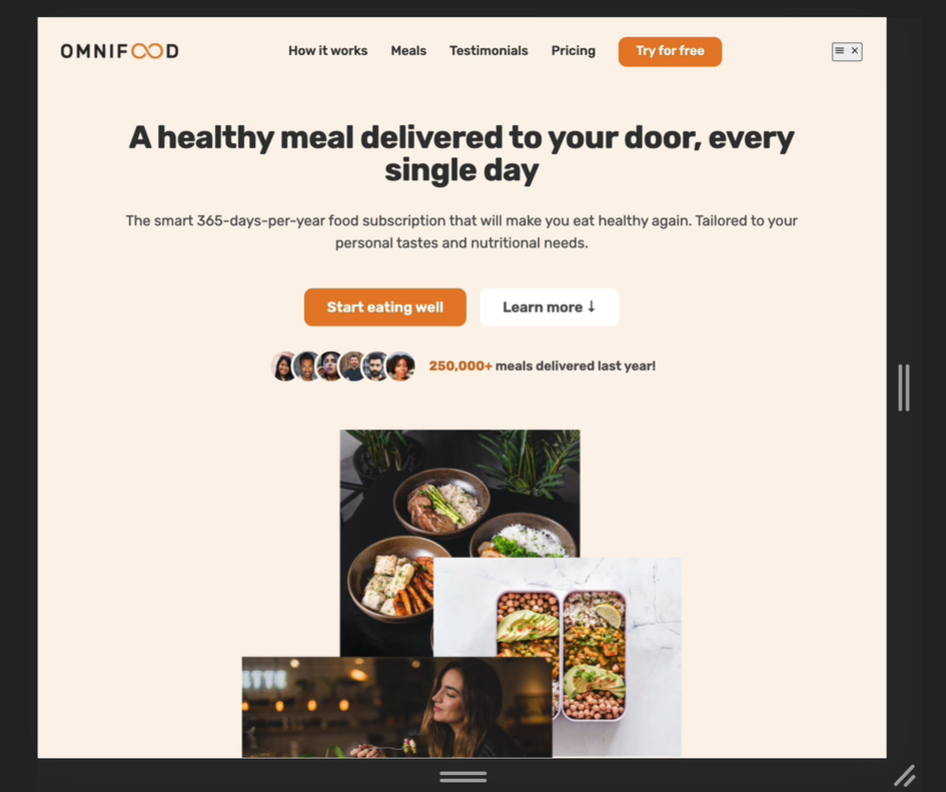 OMNIFOOD
How it works Meals Testimonials Pricing Try for free
A healthy meal delivered to your door, every
single day
The smart 365-days-per-year food subscription that will make you eat healthy again. Tailored to your
personal tastes and nutritional needs.
Start eating well Learn more ↓
250,000+ meals delivered last year!